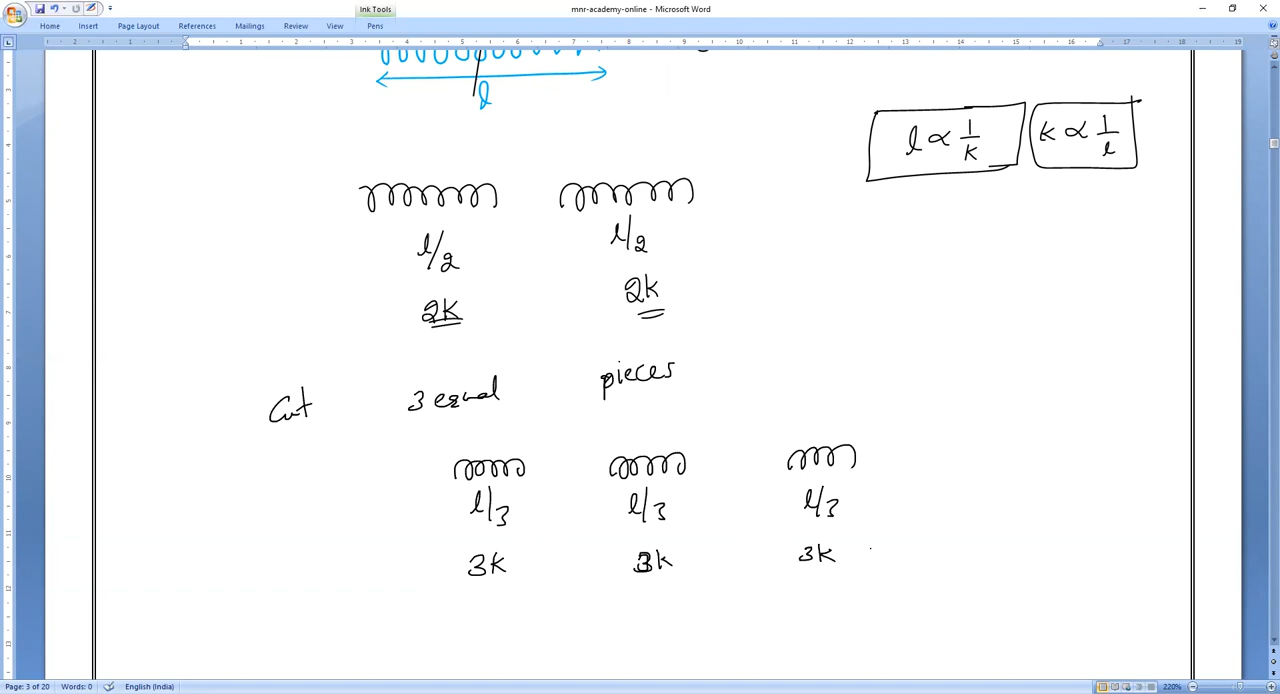 Ink Tools
mnr-academy-online - Microsoft Word
Home Insert Page Layout References Mailings Review View Pens
l
l ∝ 1/k
k ∝ 1/l
l/2 l/2
2k 2k
Cut 3 equal pieces
l/3 l/3 l/3
3k 3k 3k
Page: 3 of 20 Words: 0 English (India) 220%